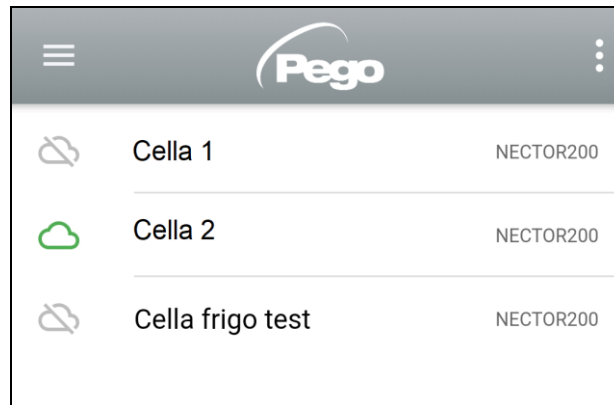 Pego
Cella 1 NECTOR200
Cella 2 NECTOR200
Cella frigo test NECTOR200